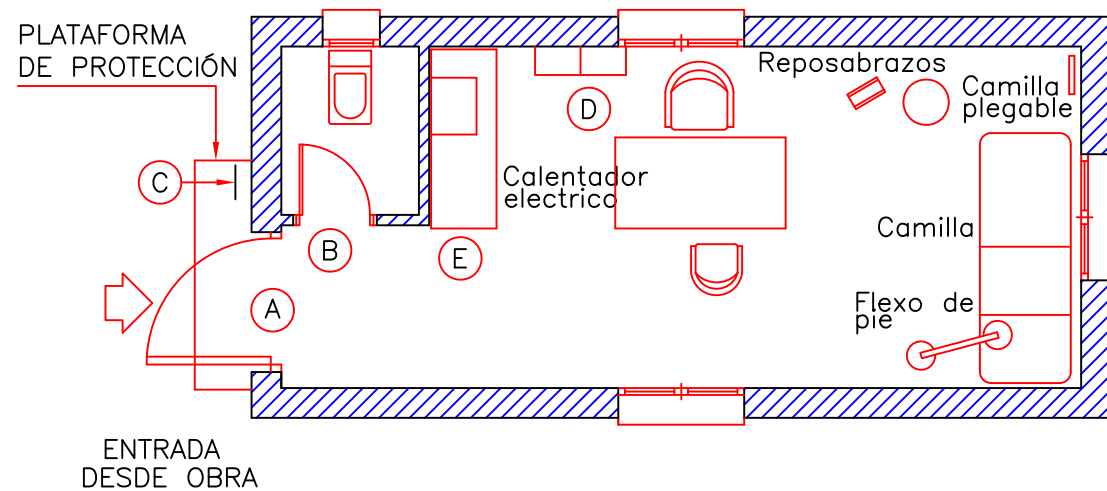 PLATAFORMA
DE PROTECCIÓN
Reposabrazos
Camilla
plegable
D
C
Calentador
electrico
B
E
Camilla
A
Flexo de
pie
ENTRADA
DESDE OBRA